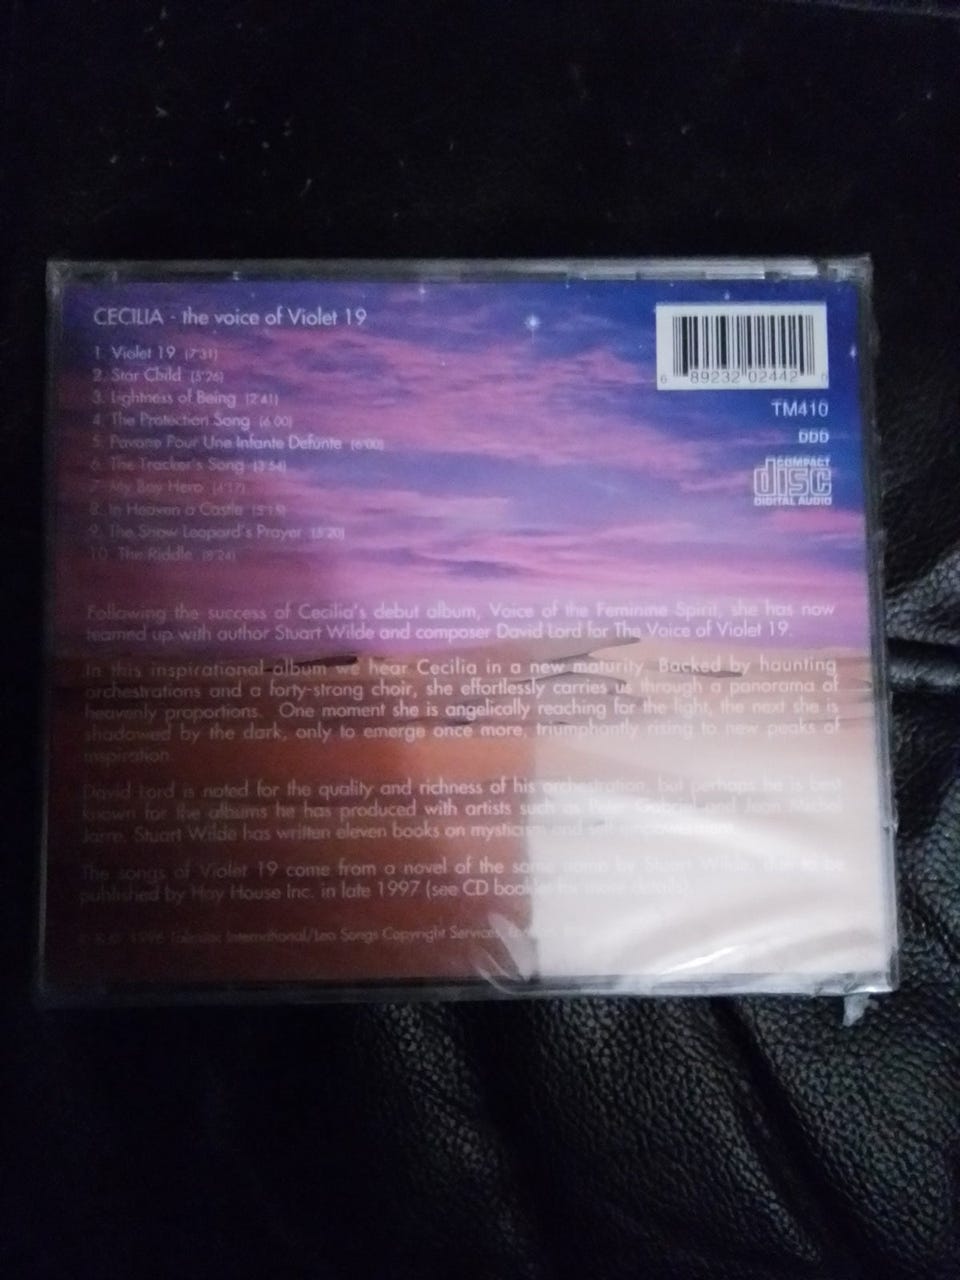 CECILIA - the voice of Violet 19
1. Violet 19 (7'31)
2. Star Child (5'26)
3. Lightness of Being (2'41)
4. The Protection Song (6'00)
5. Pavane Pour Une Infante Defunte (6'00)
6. The Tracker's Song (3'54)
7. My Boy Hero (4'17)
8. In Heaven a Castle (5'15)
9. The Snow Leopard's Prayer (5'20)
10. The Riddle (8'24)
6 89232 02442
TM410
DDD
COMPACT
disc
DIGITAL AUDIO
Following the success of Cecilia's debut album, Voice of the Feminine Spirit, she has now
teamed up with author Stuart Wilde and composer David Lord for The Voice of Violet 19.
In this inspirational album we hear Cecilia in a new maturity. Backed by haunting
orchestrations and a forty-strong choir, she effortlessly carries us through a panorama of
heavenly proportions. One moment she is angelically reaching for the light, the next she is
shadowed by the dark, only to emerge once more, triumphantly rising to new peaks of
inspiration.
David Lord is noted for the quality and richness of his orchestration, but perhaps he is best
known for the albums he has produced with artists such as Peter Gabriel and Jean Michel
Jarre. Stuart Wilde has written eleven books on mysticism and self-empowerment.
The songs of Violet 19 come from a novel of the same name by Stuart Wilde, due to be
published by Hay House Inc. in late 1997 (see CD booklet for more details).
1996 International/Lea Songs Copyright Services,